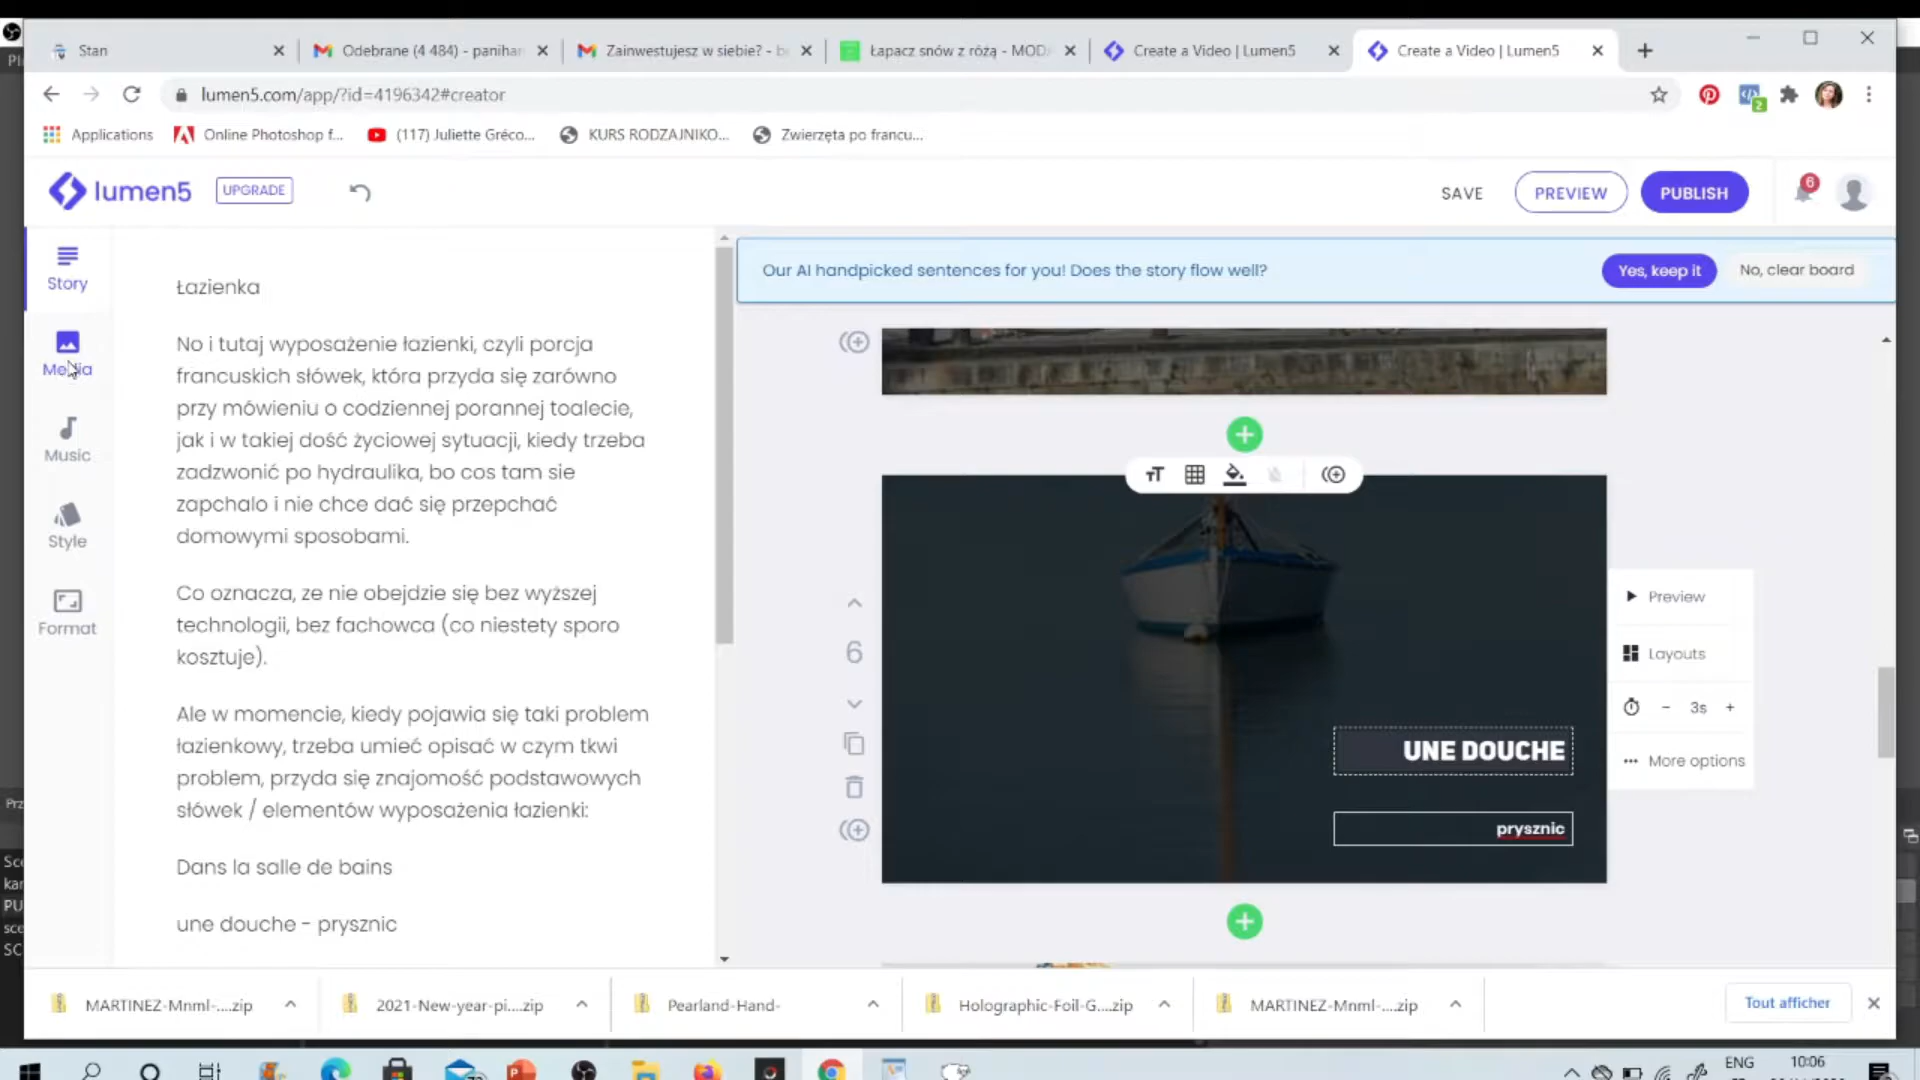 Stan
Odebrane (4 484) - panihan
Zainwestujesz w siebie? - b
Łapacz snów z różą - MOD
Create a Video | Lumen5
Create a Video | Lumen5
lumen5.com/app/?id=4196342#creator
2
Applications
Online Photoshop f...
(117) Juliette Gréco...
KURS RODZAJNIKO...
Zwierzęta po francu...
lumen5
UPGRADE
SAVE
PREVIEW
PUBLISH
6
Story
Media
Music
Style
Format
Łazienka
No i tutaj wyposażenie łazienki, czyli porcja
francuskich słówek, która przyda się zarówno
przy mówieniu o codziennej porannej toalecie,
jak i w takiej dość życiowej sytuacji, kiedy trzeba
zadzwonić po hydraulika, bo cos tam sie
zapchalo i nie chce dać się przepchać
domowymi sposobami.
Co oznacza, ze nie obejdzie się bez wyższej
technologii, bez fachowca (co niestety sporo
kosztuje).
Ale w momencie, kiedy pojawia się taki problem
łazienkowy, trzeba umieć opisać w czym tkwi
problem, przyda się znajomość podstawowych
słówek / elementów wyposażenia łazienki:
Dans la salle de bains
une douche - prysznic
Our AI handpicked sentences for you! Does the story flow well?
Yes, keep it
No, clear board
6
UNE DOUCHE
prysznic
Preview
Layouts
- 3s +
More options
Prz
Sce
kar
PU
sce
SC
MARTINEZ-Mnml-....zip
2021-New-year-pi....zip
Pearland-Hand-
Holographic-Foil-G....zip
MARTINEZ-Mnml-....zip
Tout afficher
ENG
10:06